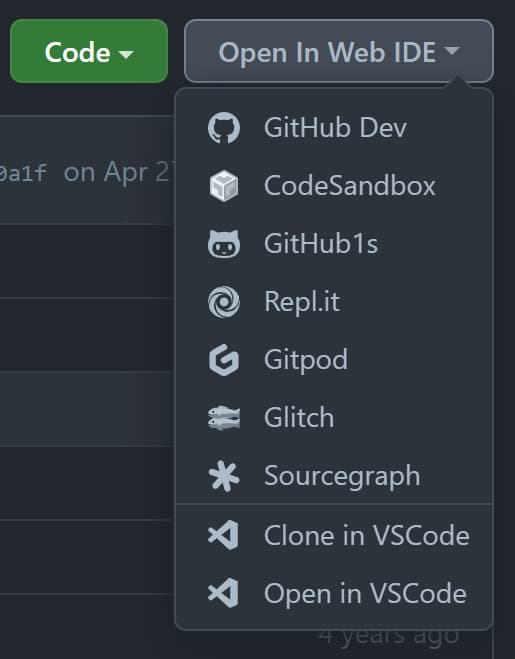 Code
Open In Web IDE
0a1f on Apr 27
GitHub Dev
CodeSandbox
GitHub1s
Repl.it
Gitpod
Glitch
Sourcegraph
Clone in VSCode
Open in VSCode
4 years ago